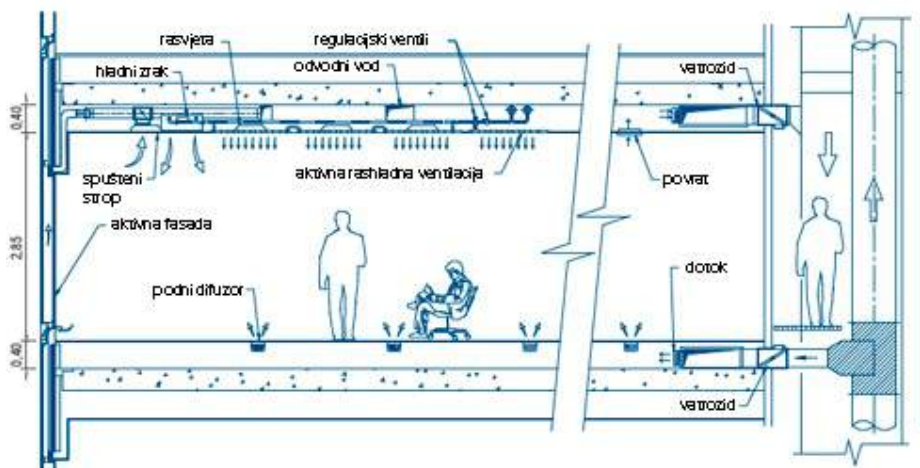 rasvjeta
regulacijski ventili
hladni zrak
odvodni vod
vatrozid
0,40
spušteni
strop
aktivna rashladna ventilacija
povrat
aktivna fasada
2,85
podni difuzor
dotok
0,40
vatrozid